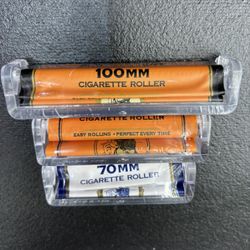 100MM
CIGARETTE ROLLER
CIGARETTE ROLLER
EASY ROLLING • PERFECT EVERY TIME
70MM
CIGARETTE ROLLER